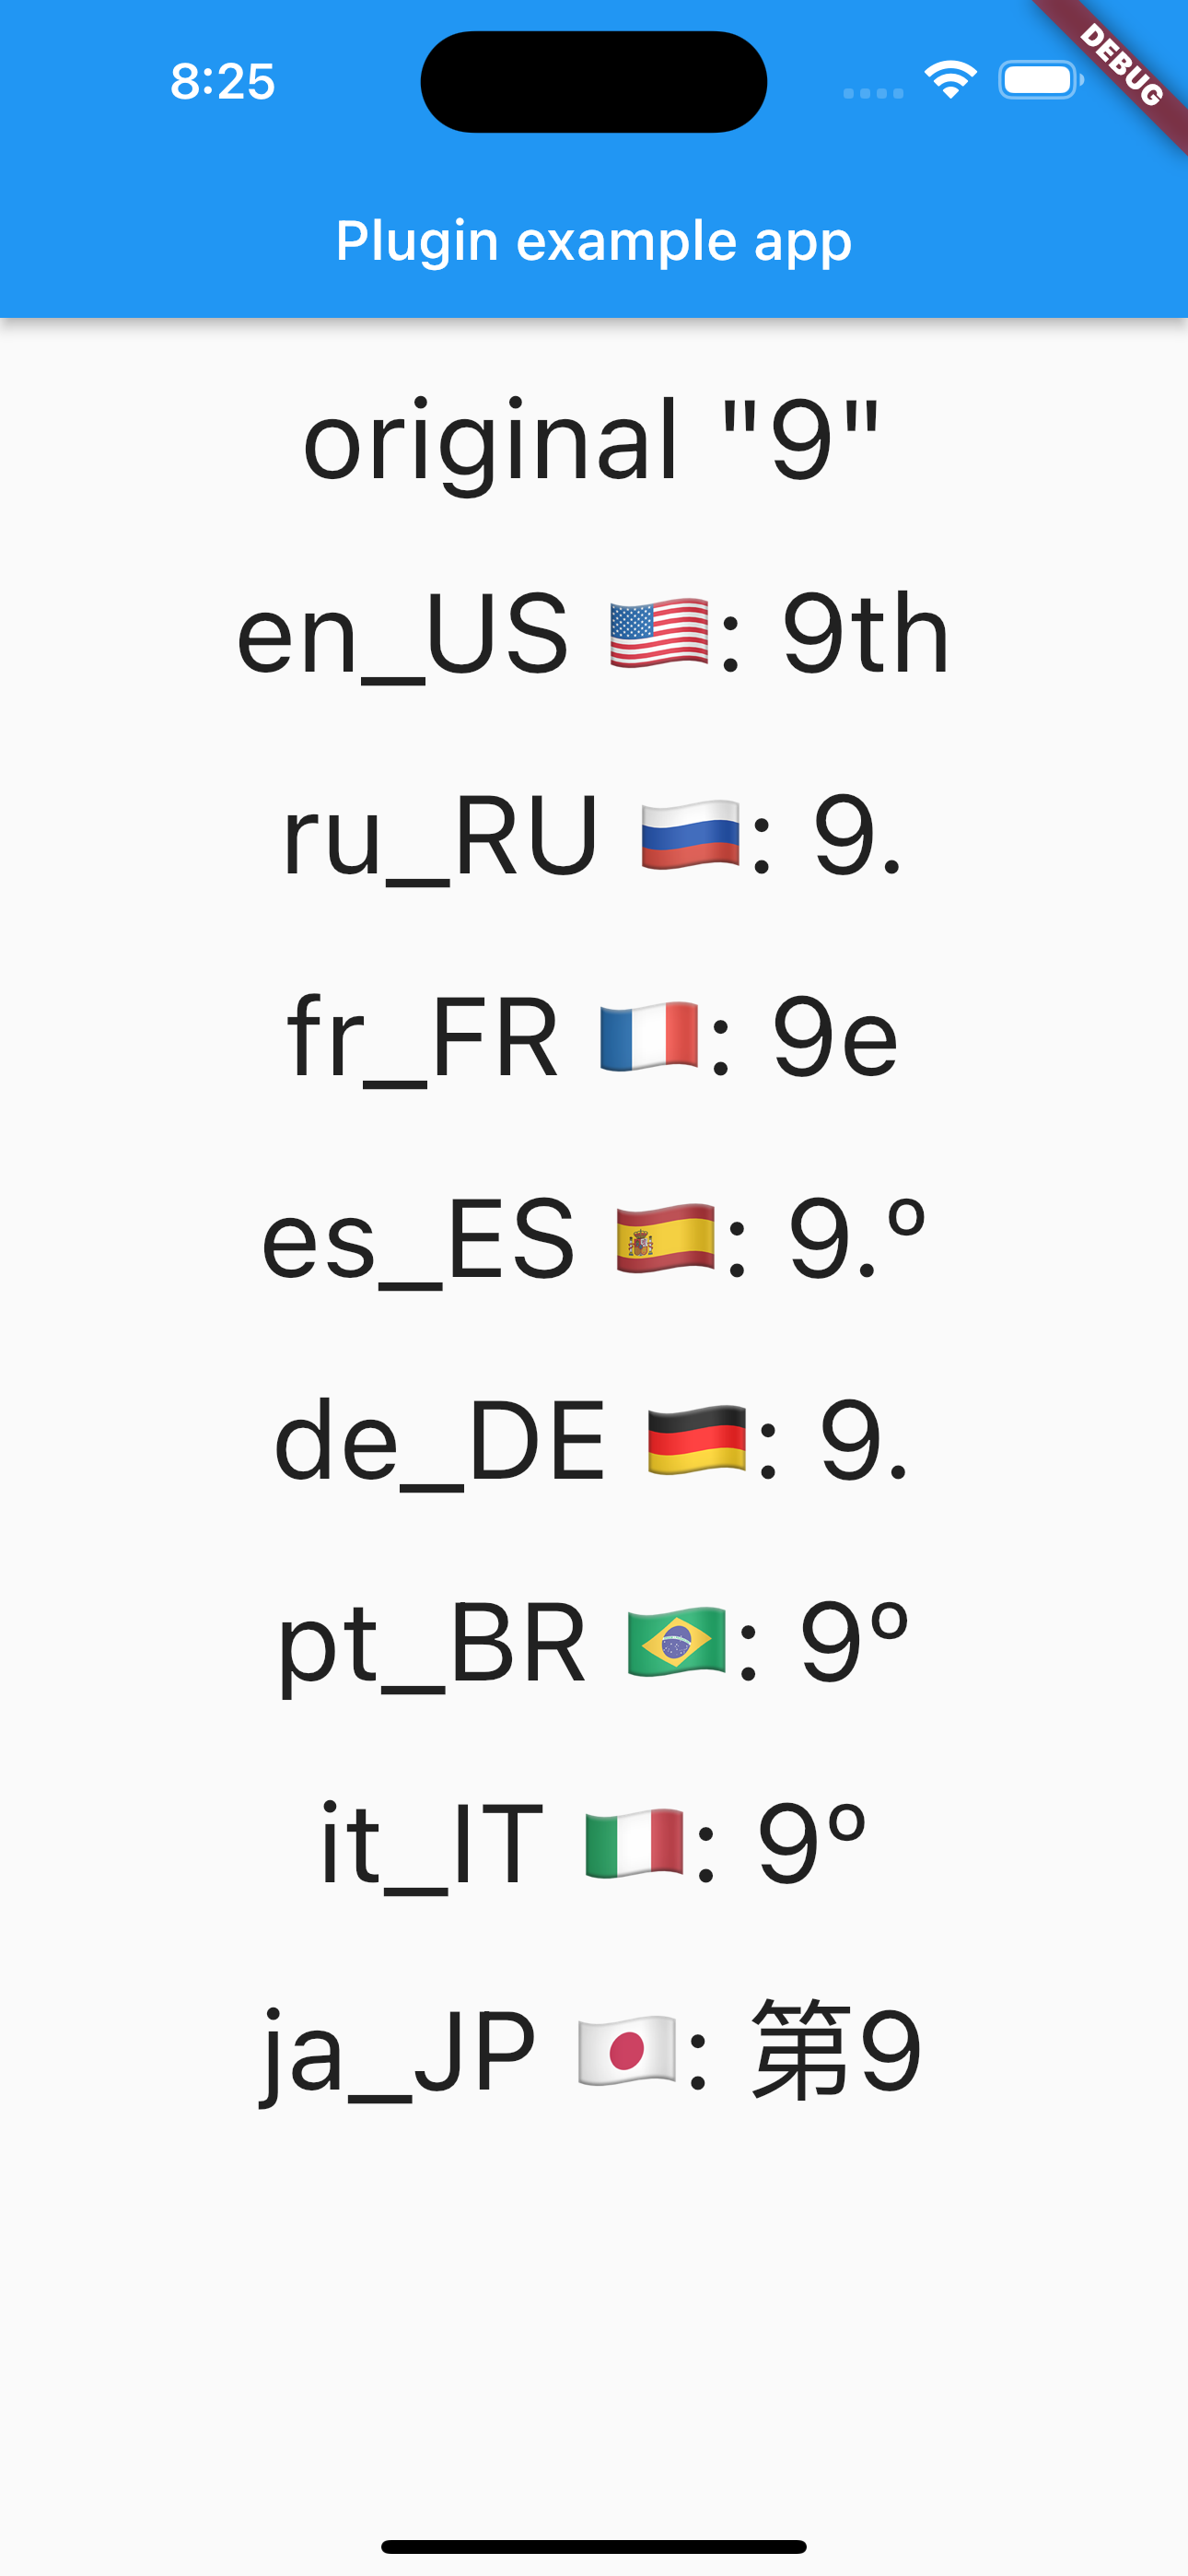 8:25
DEBUG
Plugin example app
original "9"
en_US 🇺🇸: 9th
ru_RU 🇷🇺: 9.
fr_FR 🇫🇷: 9e
es_ES 🇪🇸: 9.º
de_DE 🇩🇪: 9.
pt_BR 🇧🇷: 9º
it_IT 🇮🇹: 9º
ja_JP 🇯🇵: 第9